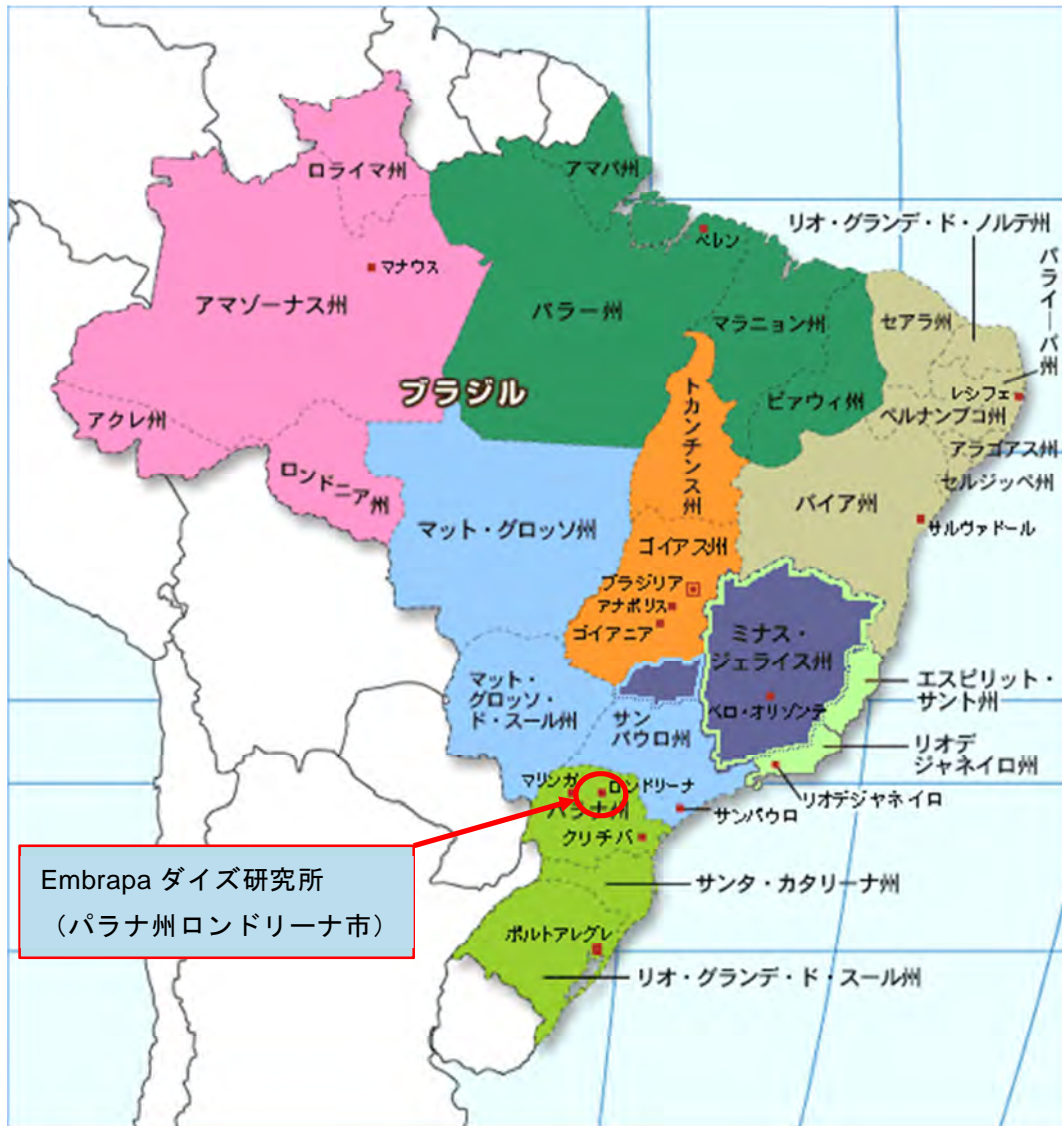 ロライマ州
アマパ州
ベレン
リオ・グランデ・ド・ノルテ州
パライーバ州
マナウス
アマゾーナス州
パラー州
マラニョン州
セアラ州
ブラジル
トカンチンス州
ピアウィ州
レシフェ
ペルナンブコ州
アクレ州
アラゴアス州
ロンドニア州
セルジッペ州
マット・グロッソ州
バイア州
サルヴァドール
ゴイアス州
ブラジリア
アナポリス
ゴイアニア
ミナス・
ジェライス州
エスピリット・
サント州
マット・
グロッソ・
ド・スール州
サン
パウロ州
ベロ・オリゾンテ
リオデ
ジャネイロ州
マリンガ
ロンドリーナ
パラナ州
リオデジャネイロ
サンパウロ
クリチバ
Embrapa ダイズ研究所
（パラナ州ロンドリーナ市）
サンタ・カタリーナ州
ポルトアレグレ
リオ・グランデ・ド・スール州